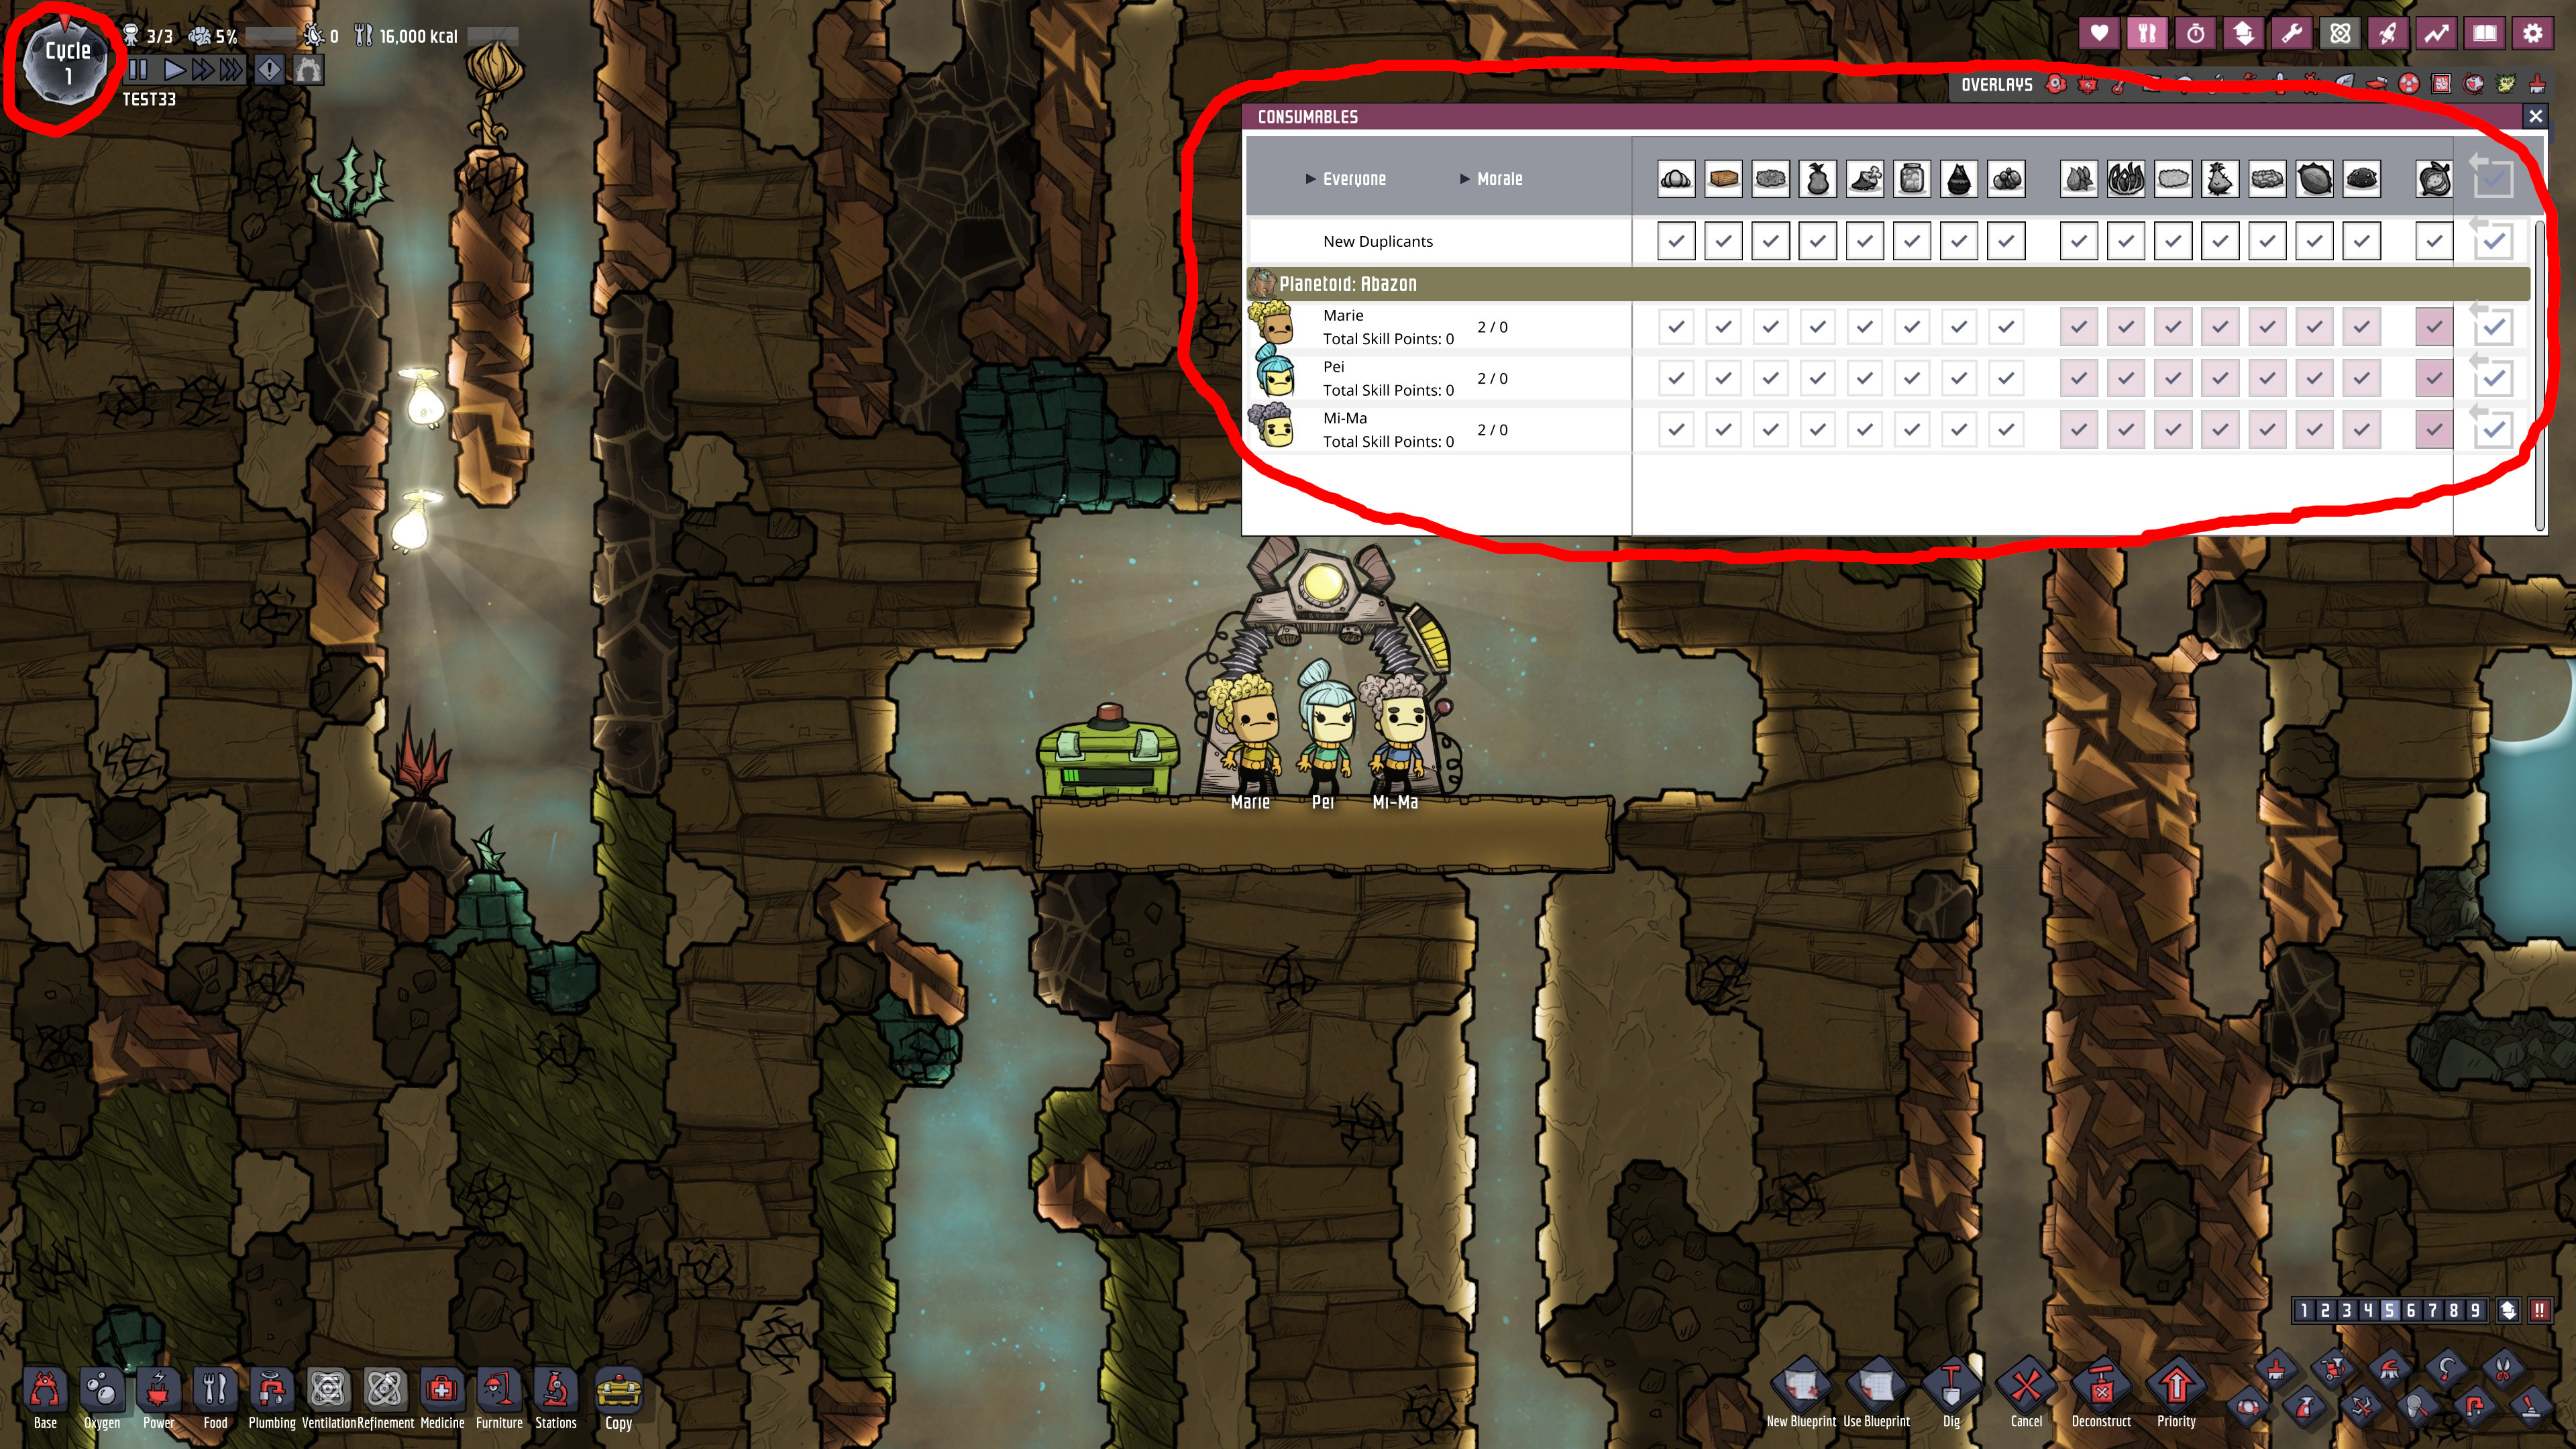 Cycle
1
3/3
5%
0
16,000 kcal
TEST33
OVERLAYS
CONSUMABLES
Everyone
Morale
New Duplicants
Planetoid: Abazon
Marie
Total Skill Points: 0
2 / 0
Pei
Total Skill Points: 0
2 / 0
Mi-Ma
Total Skill Points: 0
2 / 0
Marie
Pei
Mi-Ma
1 2 3 4 5 6 7 8 9
!!
Base
Oxygen
Power
Food
Plumbing
Ventilation
Refinement
Medicine
Furniture
Stations
Copy
New Blueprint
Use Blueprint
Dig
Cancel
Deconstruct
Priority